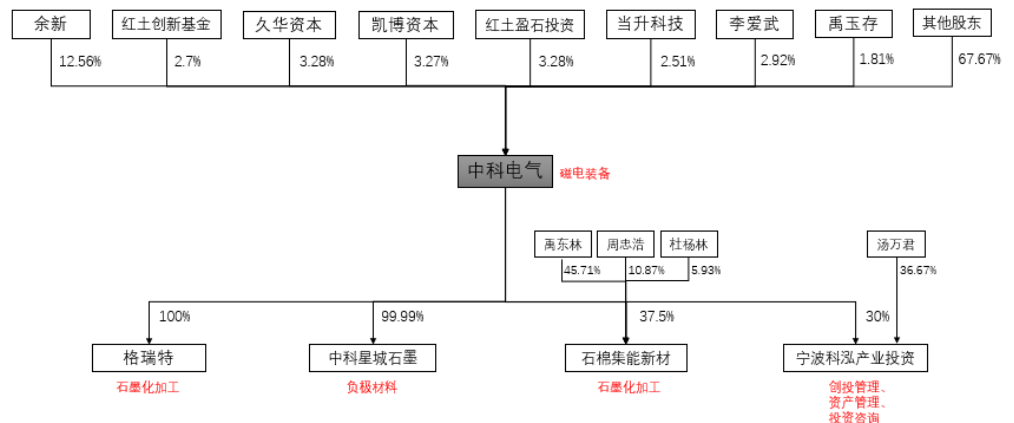 余新 红土创新基金 久华资本 凯博资本 红土盈石投资 当升科技 李爱武 禹玉存 其他股东
12.56% 2.7% 3.28% 3.27% 3.28% 2.51% 2.92% 1.81% 67.67%
中科电气 磁电装备
禹东林 周忠浩 杜杨林 汤万君
45.71% 10.87% 5.93% 36.67%
100% 99.99% 37.5% 30%
格瑞特 中科星城石墨 石棉集能新材 宁波科泓产业投资
石墨化加工 负极材料 石墨化加工 创投管理、
资产管理、
投资咨询